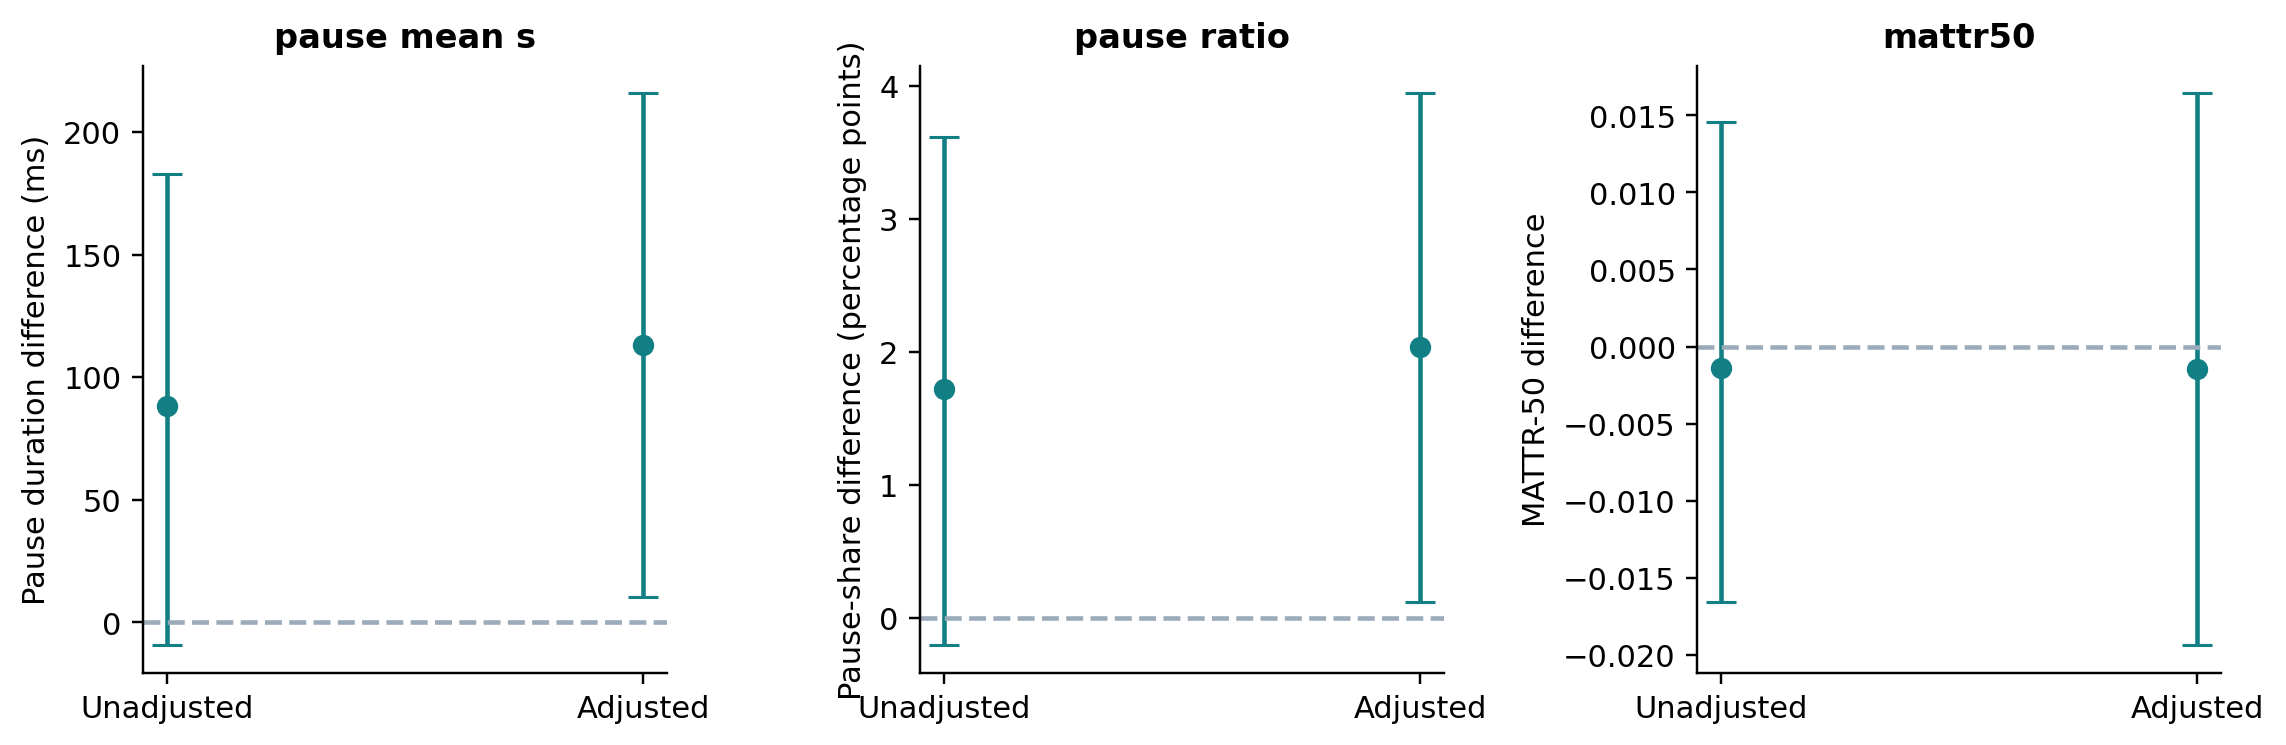 pause mean s
Pause duration difference (ms)
200
150
100
50
0
Unadjusted
Adjusted
pause ratio
Pause-share difference (percentage points)
4
3
2
1
0
Unadjusted
Adjusted
mattr50
MATTR-50 difference
0.015
0.010
0.005
0.000
−0.005
−0.010
−0.015
−0.020
Unadjusted
Adjusted